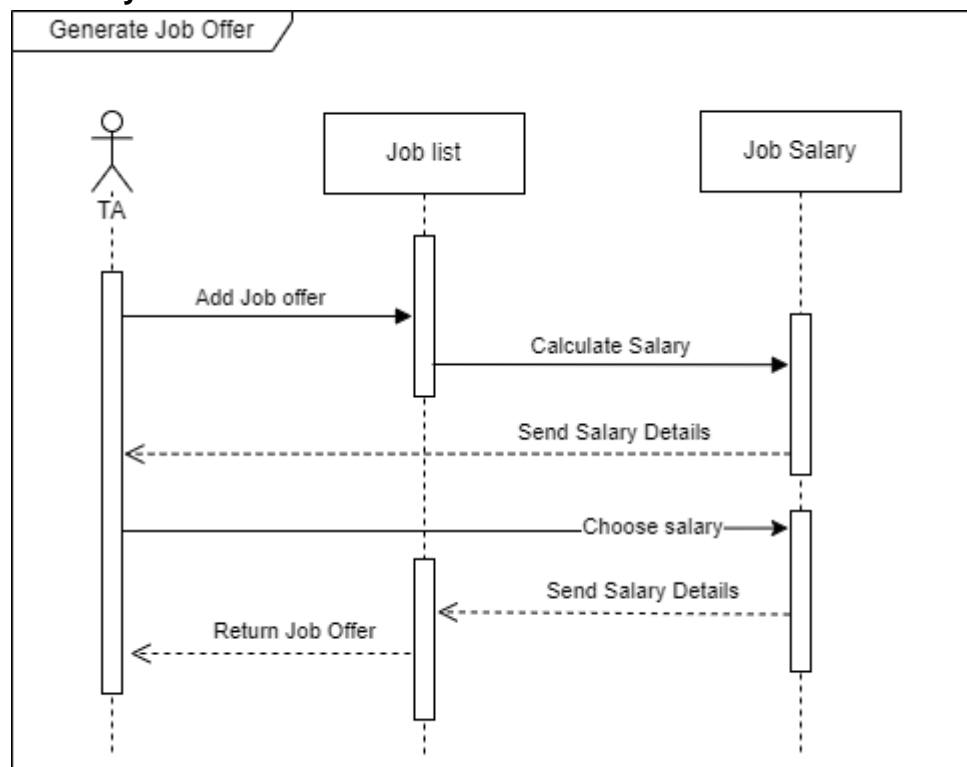 Generate Job Offer
Job list
Job Salary
TA
Add Job offer
Calculate Salary
Send Salary Details
Choose salary
Send Salary Details
Return Job Offer